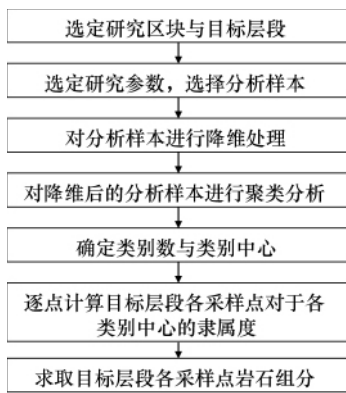 选定研究区块与目标层段
选定研究参数，选择分析样本
对分析样本进行降维处理
对降维后的分析样本进行聚类分析
确定类别数与类别中心
逐点计算目标层段各采样点对于各
类别中心的隶属度
求取目标层段各采样点岩石组分